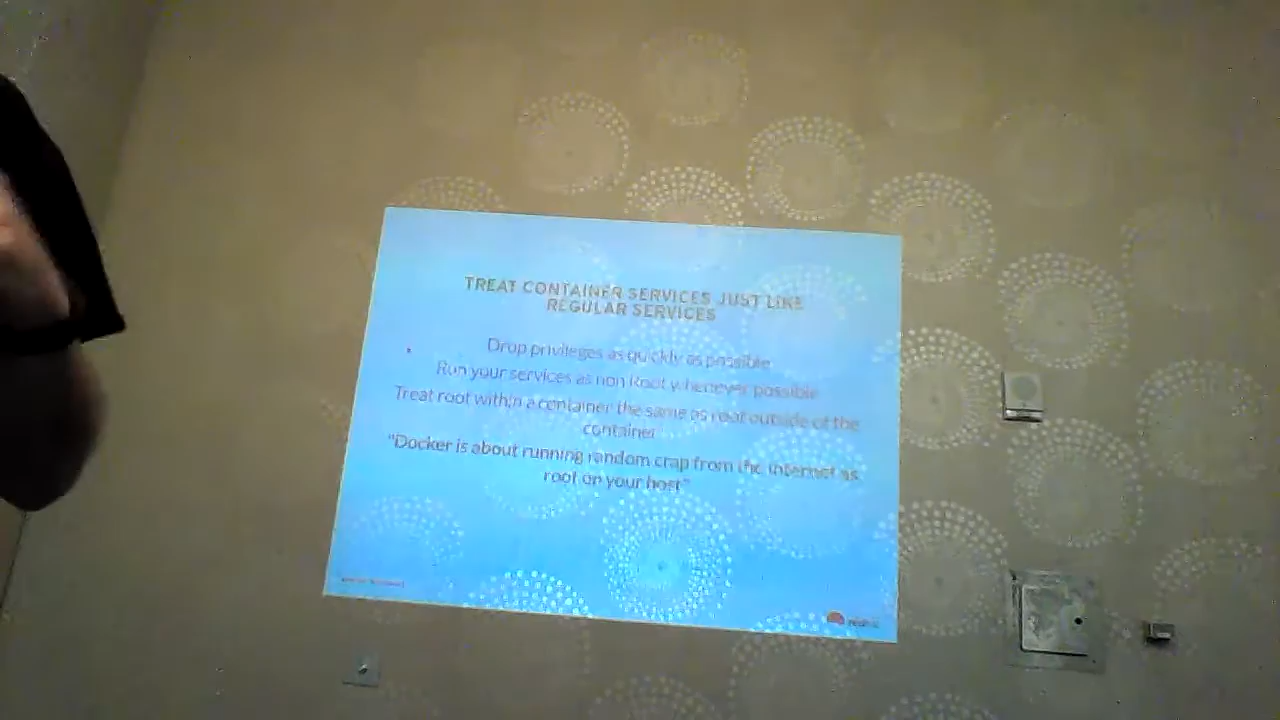 TREAT CONTAINER SERVICES JUST LIKE
REGULAR SERVICES
Drop privileges as quickly as possible
Run your services as non Root whenever possible
Treat root within a container the same as root outside of the
container
"Docker is about running random crap from the internet as
root on your host"
redhat